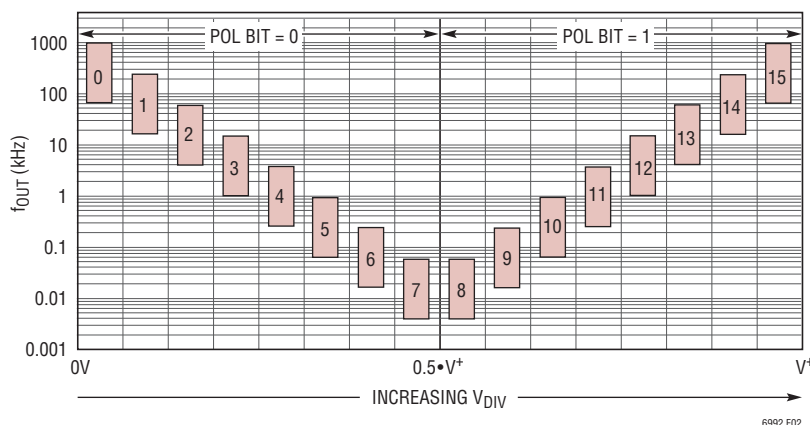 POL BIT = 0
POL BIT = 1
1000
100
10
1
0.1
0.01
0.001
fOUT (kHz)
0
1
2
3
4
5
6
7
8
9
10
11
12
13
14
15
0V
0.5•V+
V+
INCREASING VDIV
6992 F02